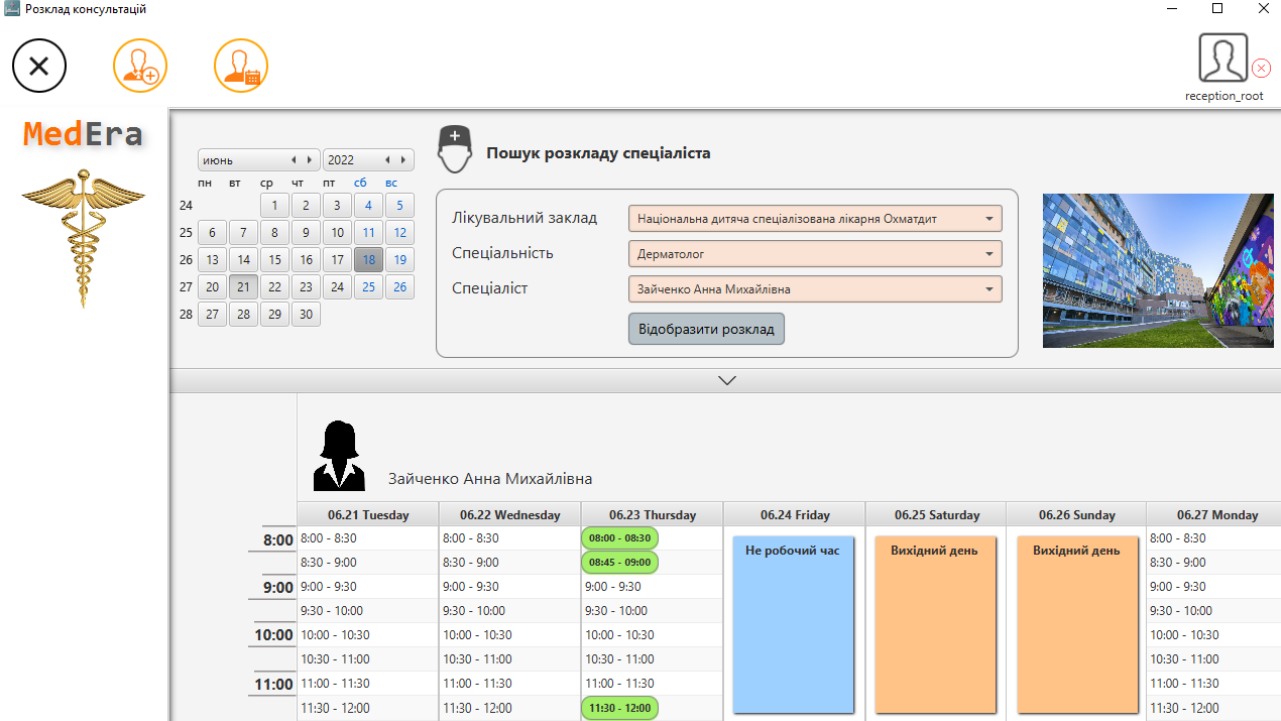 Розклад консультацій
reception_root
MedEra
июнь 2022
пн вт ср чт пт сб вс
24 1 2 3 4 5
25 6 7 8 9 10 11 12
26 13 14 15 16 17 18 19
27 20 21 22 23 24 25 26
28 27 28 29 30
Пошук розкладу спеціаліста
Лікувальний заклад Національна дитяча спеціалізована лікарня Охматдит
Спеціальність Дерматолог
Спеціаліст Зайченко Анна Михайлівна
Відобразити розклад
Зайченко Анна Михайлівна
06.21 Tuesday 06.22 Wednesday 06.23 Thursday 06.24 Friday 06.25 Saturday 06.26 Sunday 06.27 Monday
8:00 8:00 - 8:30 8:00 - 8:30 08:00 - 08:30 8:00 - 8:30
Не робочий час Вихідний день Вихідний день
8:30 - 9:00 8:30 - 9:00 08:45 - 09:00 8:30 - 9:00
9:00 9:00 - 9:30 9:00 - 9:30 9:00 - 9:30 9:00 - 9:30
9:30 - 10:00 9:30 - 10:00 9:30 - 10:00 9:30 - 10:00
10:00 10:00 - 10:30 10:00 - 10:30 10:00 - 10:30 10:00 - 10:30
10:30 - 11:00 10:30 - 11:00 10:30 - 11:00 10:30 - 11:00
11:00 11:00 - 11:30 11:00 - 11:30 11:00 - 11:30 11:00 - 11:30
11:30 - 12:00 11:30 - 12:00 11:30 - 12:00 11:30 - 12:00